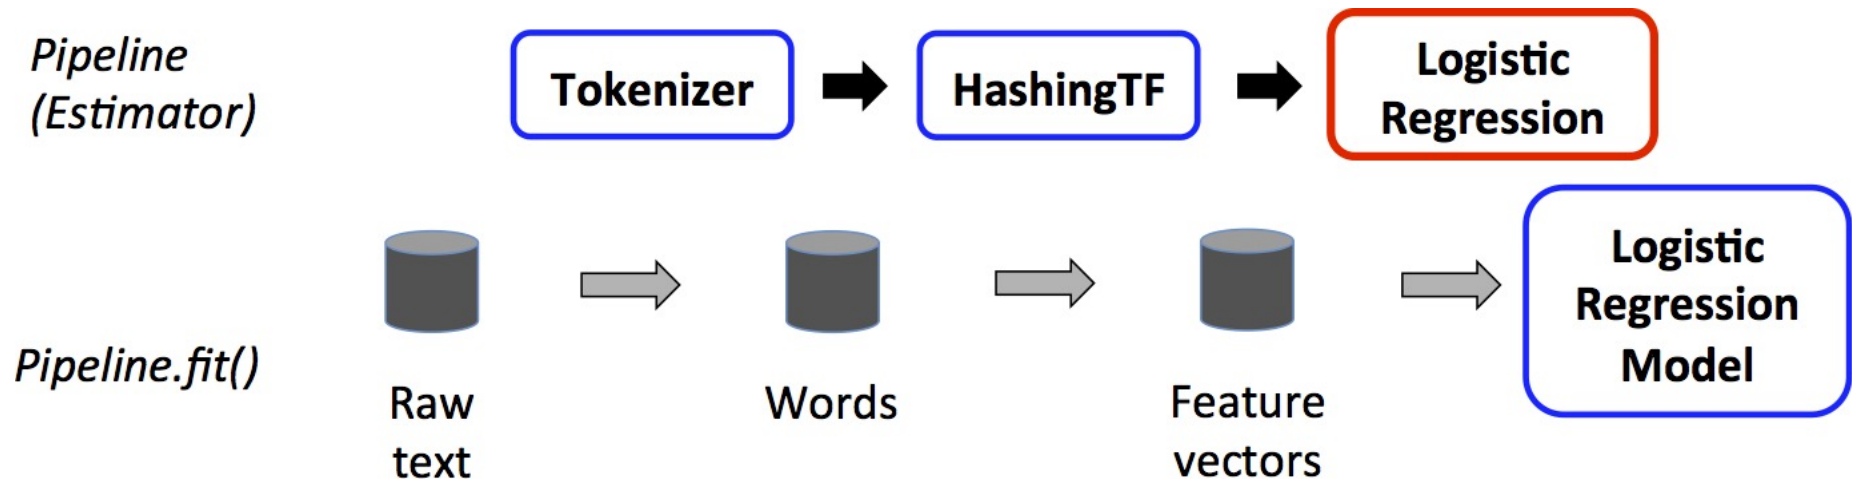 Pipeline
(Estimator)
Tokenizer
HashingTF
Logistic
Regression
Pipeline.fit()
Raw
text
Words
Feature
vectors
Logistic
Regression
Model